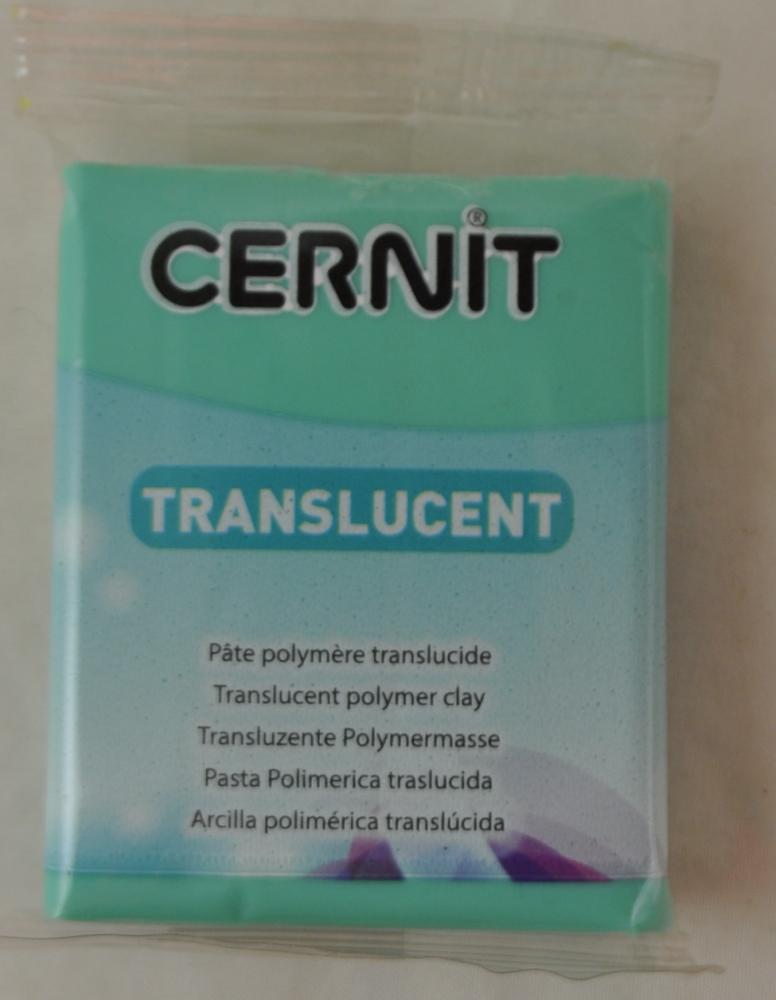 CERNiT®
TRANSLUCENT
Pâte polymère translucide
Translucent polymer clay
Transluzente Polymermasse
Pasta Polimerica traslucida
Arcilla polimérica translúcida